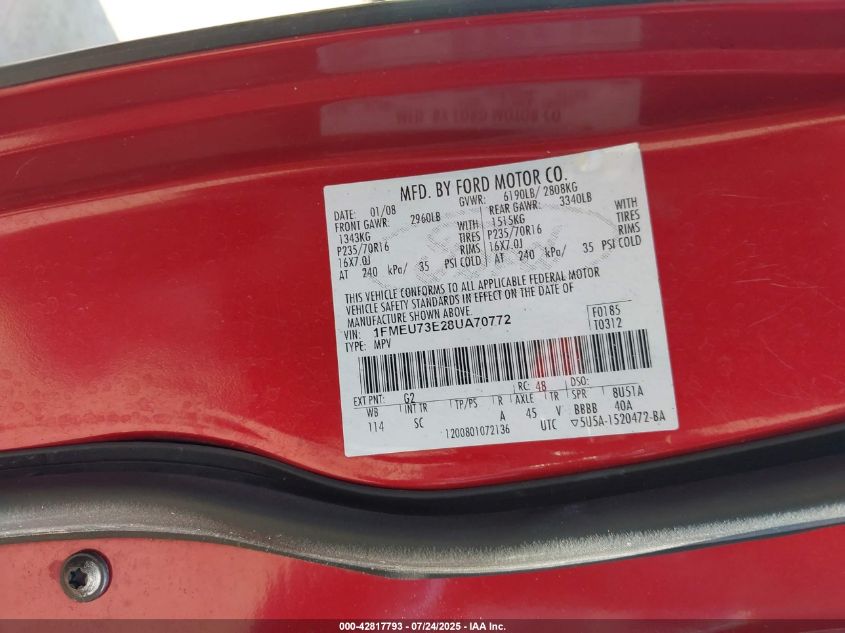 MFD. BY FORD MOTOR CO.
DATE: 01/08 GVWR: 6190LB/ 2808KG
FRONT GAWR: 2960LB REAR GAWR: 3340LB
1343KG WITH 1515KG WITH
P235/70R16 TIRES P235/70R16 TIRES
16X7.0J RIMS 16X7.0J RIMS
AT 240 kPa/ 35 PSI COLD AT 240 kPa/ 35 PSI COLD
THIS VEHICLE CONFORMS TO ALL APPLICABLE FEDERAL MOTOR
VEHICLE SAFETY STANDARDS IN EFFECT ON THE DATE OF
MANUFACTURE SHOWN ABOVE.
VIN: 1FMEU73E28UA70772 F0185
TYPE: MPV T0312
EXT PNT: G2 RC: 48 DSO:
WB INT TR TP/PS R AXLE TR SPR 8U51A
114 SC A 45 V BBBB 40A
1200801072136 UTC ▽5U5A-1520472-BA
000-42817793 - 07/24/2025 - IAA Inc.